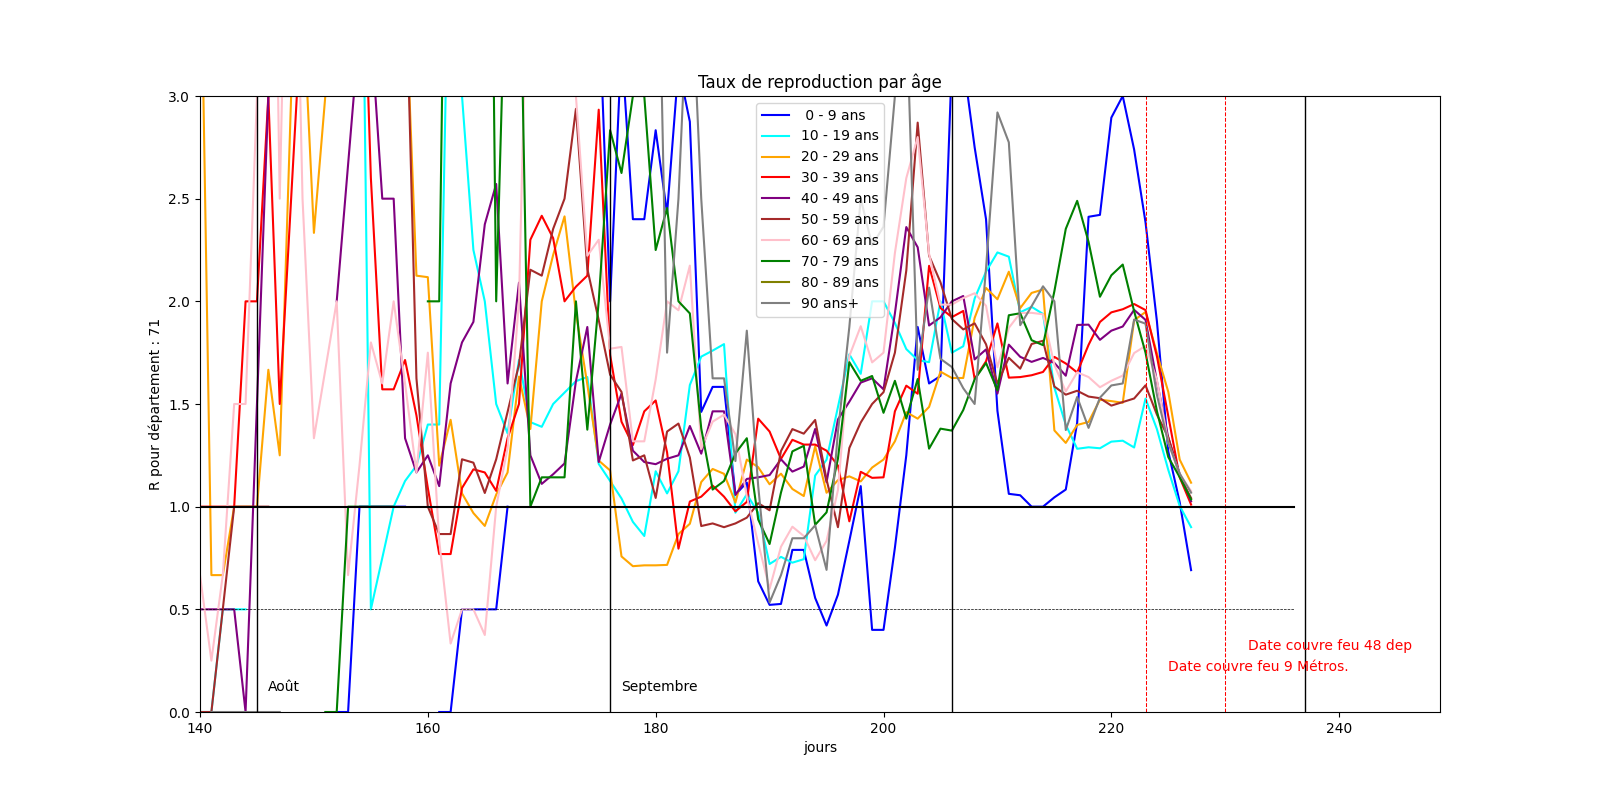 Taux de reproduction par âge
R pour département : 71
3.0
2.5
2.0
1.5
1.0
0.5
0.0
0 - 9 ans
10 - 19 ans
20 - 29 ans
30 - 39 ans
40 - 49 ans
50 - 59 ans
60 - 69 ans
70 - 79 ans
80 - 89 ans
90 ans+
Date couvre feu 48 dep
Date couvre feu 9 Métros.
Août
Septembre
140
160
180
200
220
240
jours